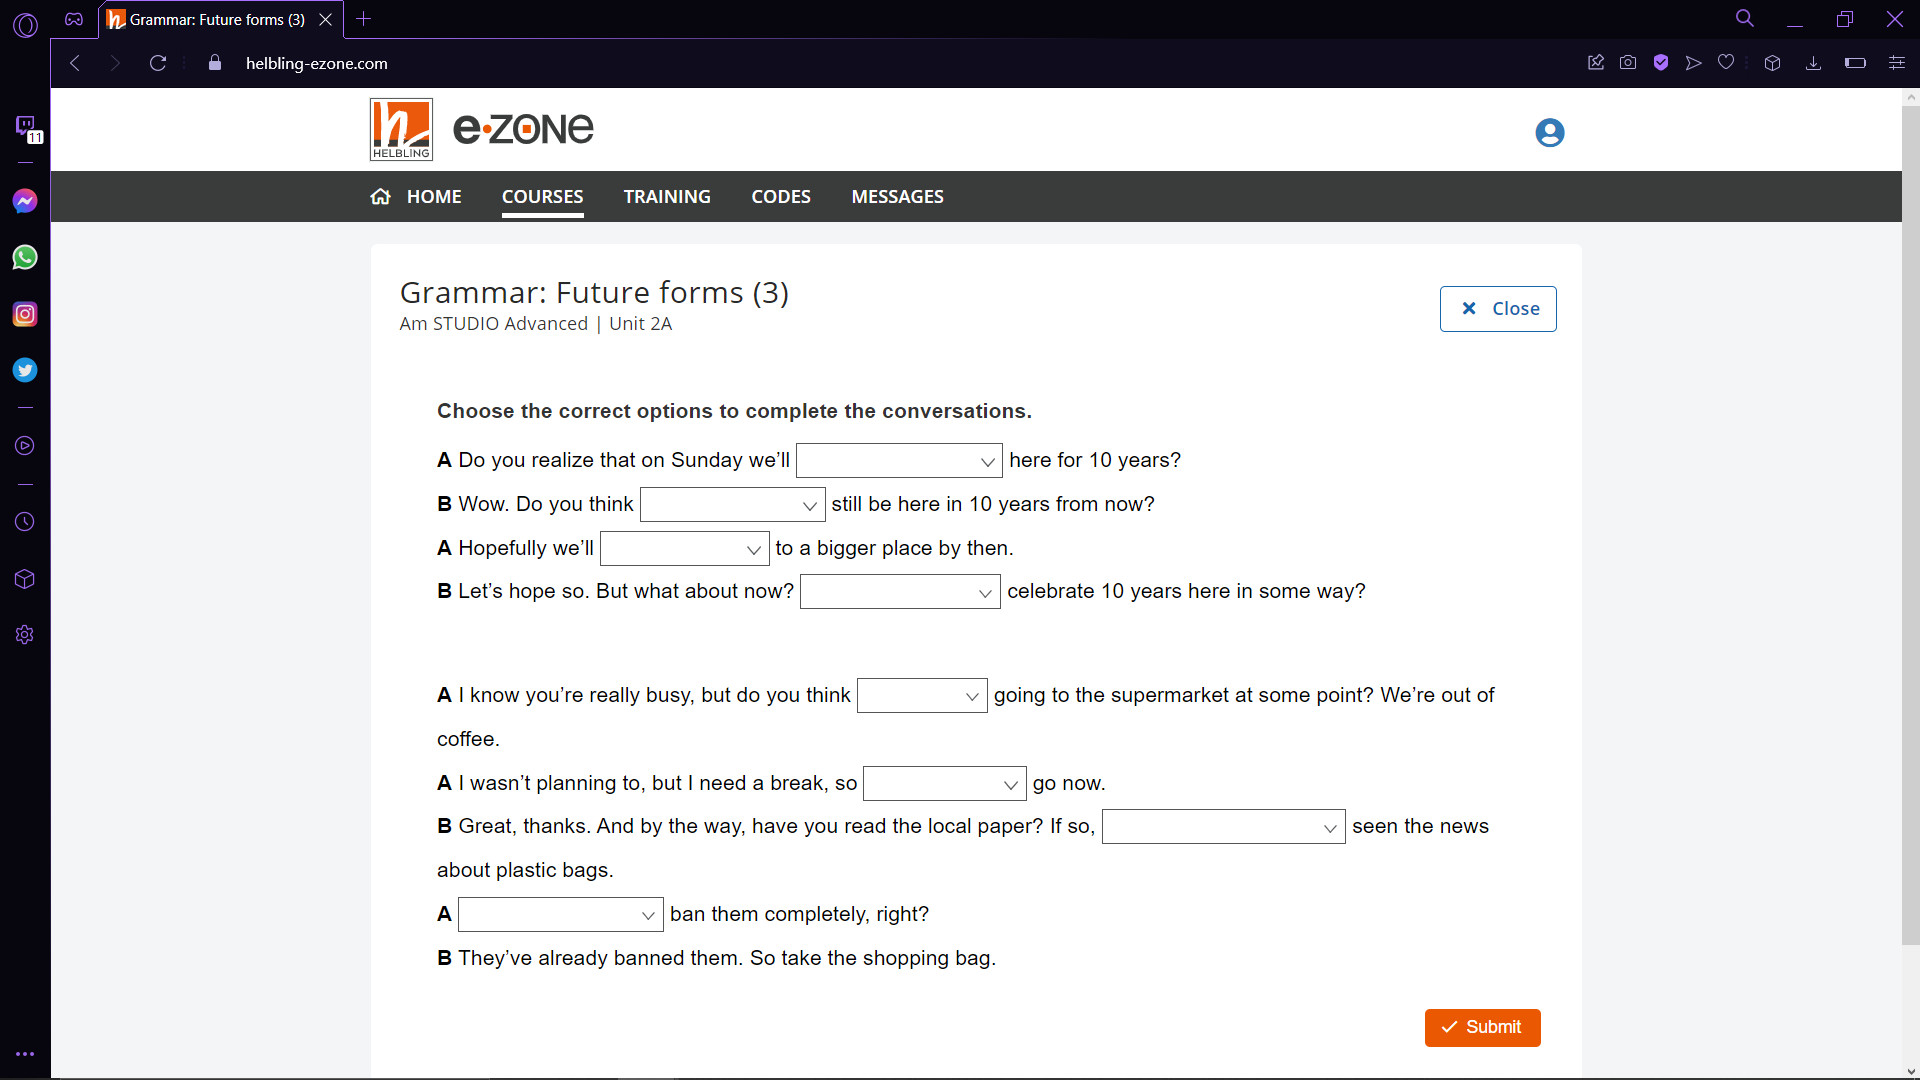 Grammar: Future forms (3)
helbling-ezone.com
11
h
HELBLING
e·zone
HOME COURSES TRAINING CODES MESSAGES
Grammar: Future forms (3)
Am STUDIO Advanced | Unit 2A
Close
Choose the correct options to complete the conversations.
A Do you realize that on Sunday we’ll here for 10 years?
B Wow. Do you think still be here in 10 years from now?
A Hopefully we’ll to a bigger place by then.
B Let’s hope so. But what about now? celebrate 10 years here in some way?
A I know you’re really busy, but do you think going to the supermarket at some point? We’re out of
coffee.
A I wasn’t planning to, but I need a break, so go now.
B Great, thanks. And by the way, have you read the local paper? If so, seen the news
about plastic bags.
A ban them completely, right?
B They’ve already banned them. So take the shopping bag.
Submit